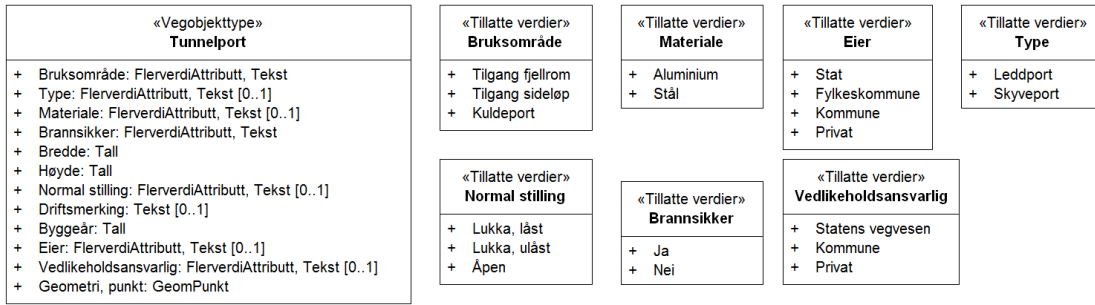 «Vegobjekttype»
Tunnelport
+ Bruksområde: FlerverdiAttributt, Tekst
+ Type: FlerverdiAttributt, Tekst [0..1]
+ Materiale: FlerverdiAttributt, Tekst [0..1]
+ Brannsikker: FlerverdiAttributt, Tekst
+ Bredde: Tall
+ Høyde: Tall
+ Normal stilling: FlerverdiAttributt, Tekst [0..1]
+ Driftsmerking: Tekst [0..1]
+ Byggeår: Tall
+ Eier: FlerverdiAttributt, Tekst [0..1]
+ Vedlikeholdsansvarlig: FlerverdiAttributt, Tekst [0..1]
+ Geometri, punkt: GeomPunkt
«Tillatte verdier»
Bruksområde
+ Tilgang fjellrom
+ Tilgang sideløp
+ Kuldeport
«Tillatte verdier»
Materiale
+ Aluminium
+ Stål
«Tillatte verdier»
Eier
+ Stat
+ Fylkeskommune
+ Kommune
+ Privat
«Tillatte verdier»
Type
+ Leddport
+ Skyveport
«Tillatte verdier»
Normal stilling
+ Lukka, låst
+ Lukka, ulåst
+ Åpen
«Tillatte verdier»
Brannsikker
+ Ja
+ Nei
«Tillatte verdier»
Vedlikeholdsansvarlig
+ Statens vegvesen
+ Kommune
+ Privat